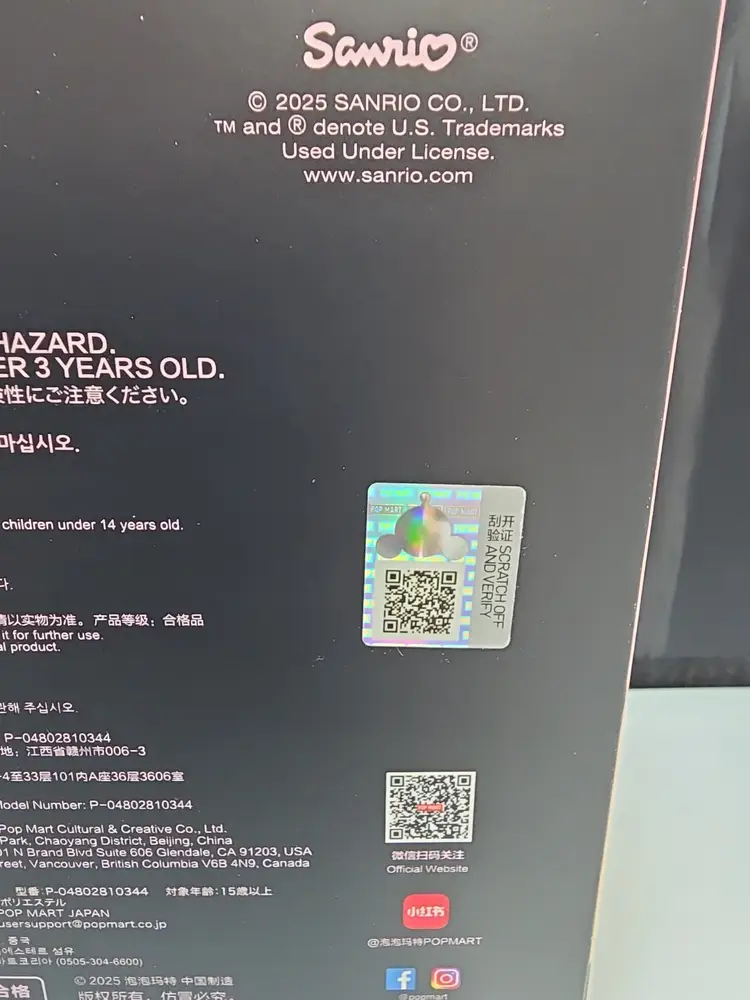 Sanrio®
© 2025 SANRIO CO., LTD.
™ and ® denote U.S. Trademarks
Used Under License.
www.sanrio.com
HAZARD.
ER 3 YEARS OLD.
性にご注意ください。
마십시오.
children under 14 years old.
다.
POP MART
POP MART
刮开
验证
SCRATCH OFF
AND VERIFY
请以实物为准。产品等级：合格品
it for further use.
al product.
관해 주십시오.
P-04802810344
地：江西省赣州市006-3
-4至33层101内A座36层3606室
Model Number: P-04802810344
Pop Mart Cultural & Creative Co., Ltd.
Park, Chaoyang District, Beijing, China
01 N Brand Blvd Suite 606 Glendale, CA 91203, USA
reet, Vancouver, British Columbia V6B 4N9, Canada
POP MART
微信扫码关注
Official Website
型番:P-04802810344 対象年齢:15歳以上
ポリエステル
POP MART JAPAN
usersupport@popmart.co.jp
小红书
@泡泡玛特POPMART
중국
에스테르 섬유
마트코리아 (0505-304-6600)
合格
© 2025 泡泡玛特 中国制造
版权所有，仿冒必究。
f
@popmart